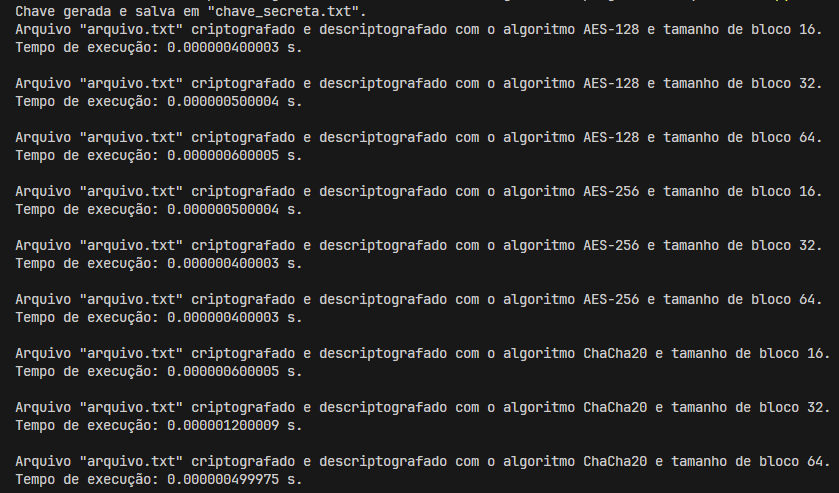 Chave gerada e salva em "chave_secreta.txt".
Arquivo "arquivo.txt" criptografado e descriptografado com o algoritmo AES-128 e tamanho de bloco 16.
Tempo de execução: 0.000000400003 s.
Arquivo "arquivo.txt" criptografado e descriptografado com o algoritmo AES-128 e tamanho de bloco 32.
Tempo de execução: 0.000000500004 s.
Arquivo "arquivo.txt" criptografado e descriptografado com o algoritmo AES-128 e tamanho de bloco 64.
Tempo de execução: 0.000000600005 s.
Arquivo "arquivo.txt" criptografado e descriptografado com o algoritmo AES-256 e tamanho de bloco 16.
Tempo de execução: 0.000000500004 s.
Arquivo "arquivo.txt" criptografado e descriptografado com o algoritmo AES-256 e tamanho de bloco 32.
Tempo de execução: 0.000000400003 s.
Arquivo "arquivo.txt" criptografado e descriptografado com o algoritmo AES-256 e tamanho de bloco 64.
Tempo de execução: 0.000000400003 s.
Arquivo "arquivo.txt" criptografado e descriptografado com o algoritmo ChaCha20 e tamanho de bloco 16.
Tempo de execução: 0.000000600005 s.
Arquivo "arquivo.txt" criptografado e descriptografado com o algoritmo ChaCha20 e tamanho de bloco 32.
Tempo de execução: 0.000001200009 s.
Arquivo "arquivo.txt" criptografado e descriptografado com o algoritmo ChaCha20 e tamanho de bloco 64.
Tempo de execução: 0.000000499975 s.